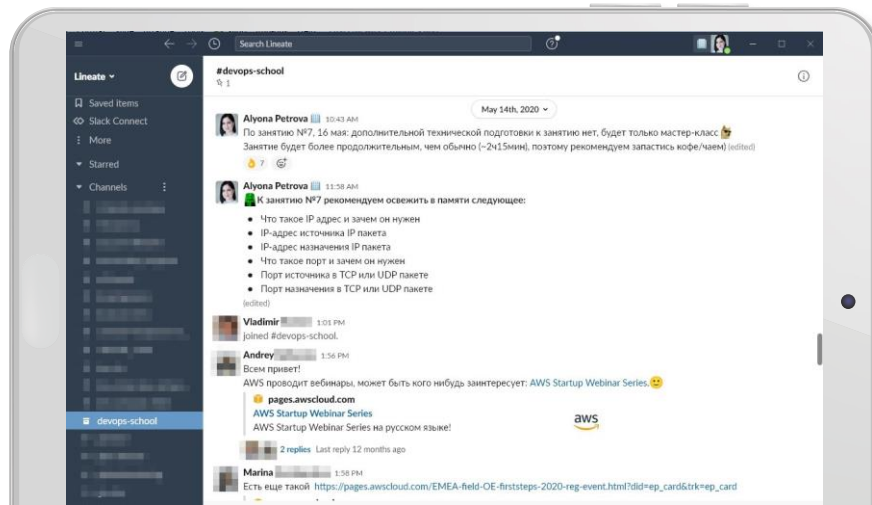 Search Lineate
Lineate
Saved Items
Slack Connect
More
Starred
Channels
devops-school
#devops-school
1
May 14th, 2020
Alyona Petrova 10:43 AM
По занятию №7, 16 мая: дополнительной технической подготовки к занятию нет, будет только мастер-класс
Занятие будет более продолжительным, чем обычно (~2ч15мин), поэтому рекомендуем запастись кофе/чаем) (edited)
7
Alyona Petrova 11:58 AM
К занятию №7 рекомендуем освежить в памяти следующее:
Что такое IP адрес и зачем он нужен
IP-адрес источника IP пакета
IP-адрес назначения IP пакета
Что такое порт и зачем он нужен
Порт источника в TCP или UDP пакете
Порт назначения в TCP или UDP пакете
(edited)
Vladimir 1:01 PM
joined #devops-school.
Andrey 1:56 PM
Всем привет!
AWS проводит вебинары, может быть кого нибудь заинтересует: AWS Startup Webinar Series.
pages.awscloud.com
AWS Startup Webinar Series
AWS Startup Webinar Series на русском языке!
aws
2 replies Last reply 12 months ago
Marina 1:58 PM
Есть еще такой https://pages.awscloud.com/EMEA-field-OE-firststeps-2020-reg-event.html?did=ep_card&trk=ep_card